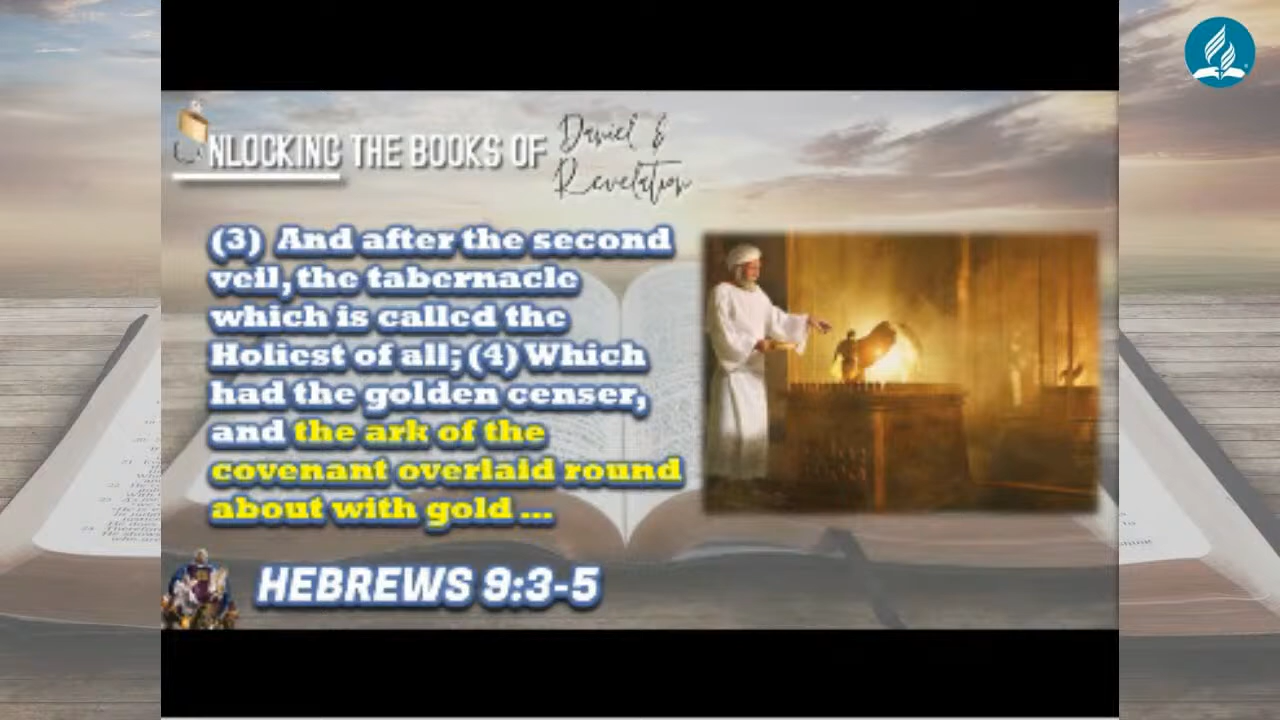 UNLOCKING THE BOOKS OF Daniel & Revelation
(3) And after the second
veil, the tabernacle
which is called the
Holiest of all; (4) Which
had the golden censer,
and the ark of the
covenant overlaid round
about with gold ...
HEBREWS 9:3-5